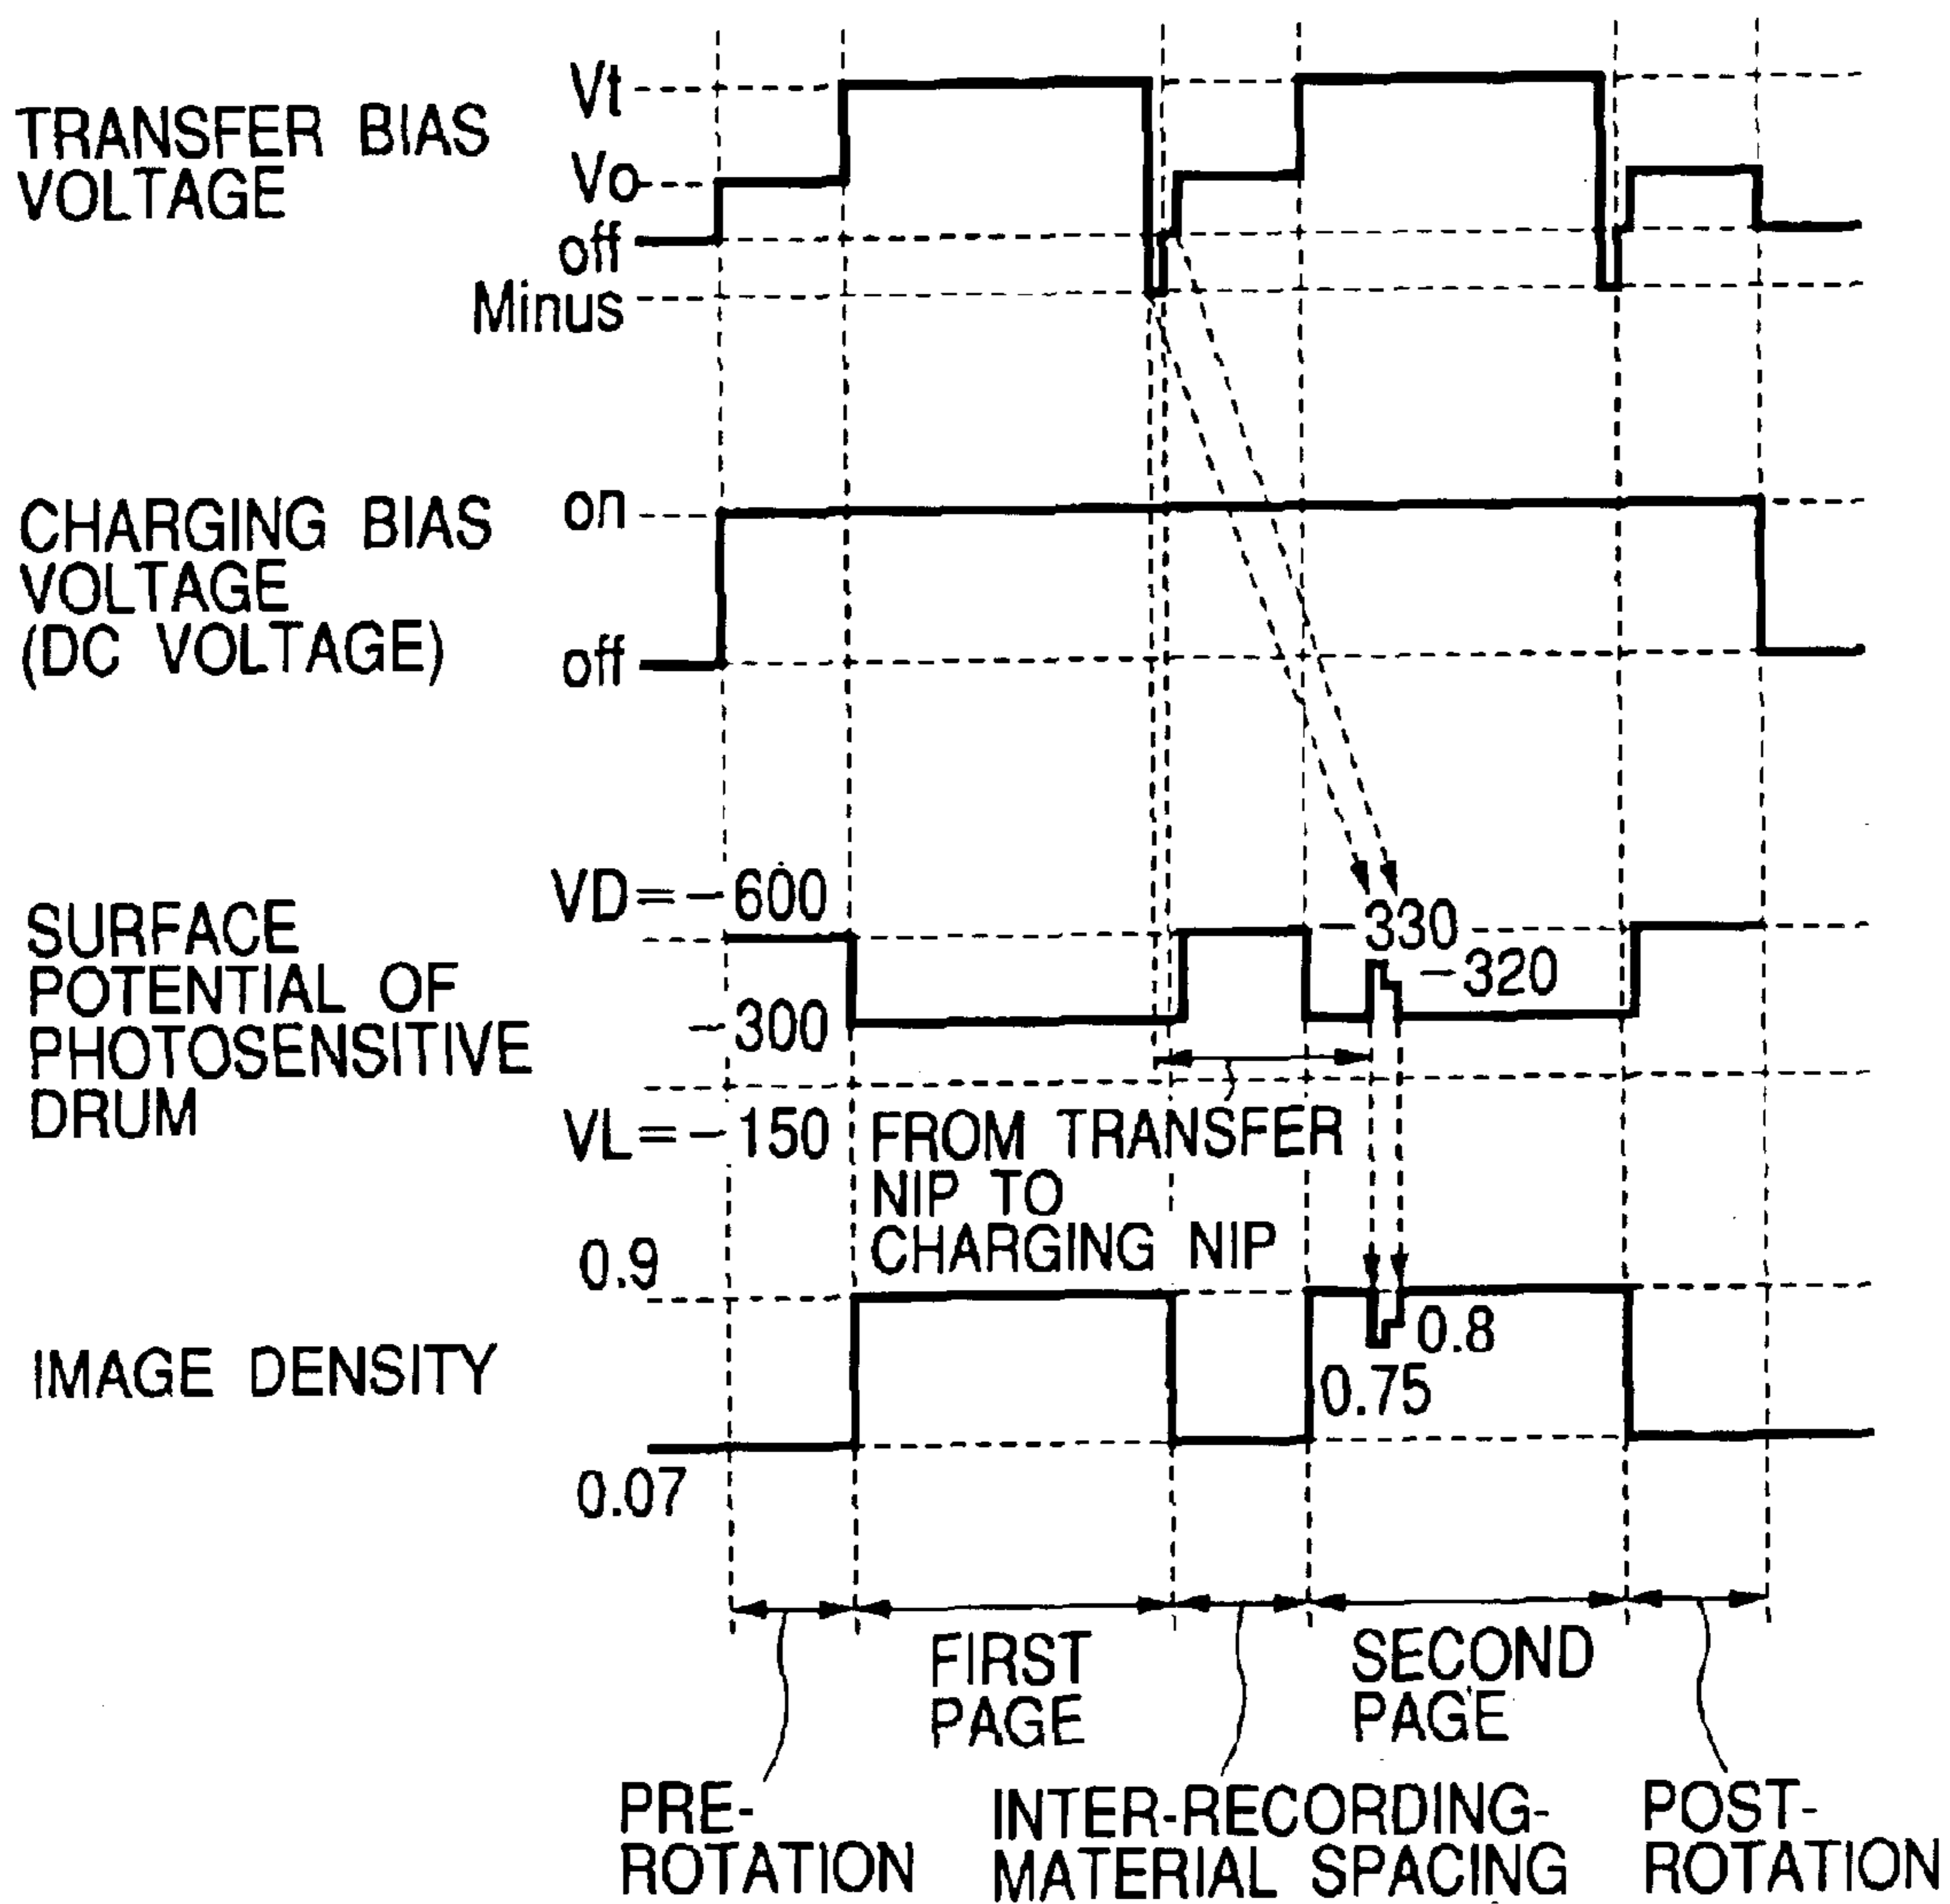 Vt
TRANSFER BIAS
VOLTAGE
Vo
off
Minus
CHARGING BIAS
VOLTAGE
(DC VOLTAGE)
on
off
VD=-600
SURFACE
POTENTIAL OF
PHOTOSENSITIVE
DRUM
-300
-330
-320
VL=-150
FROM TRANSFER
NIP TO
CHARGING NIP
0.9
IMAGE DENSITY
0.8
0.75
0.07
FIRST
PAGE
SECOND
PAGE
PRE-
ROTATION
INTER-RECORDING-
MATERIAL SPACING
POST-
ROTATION